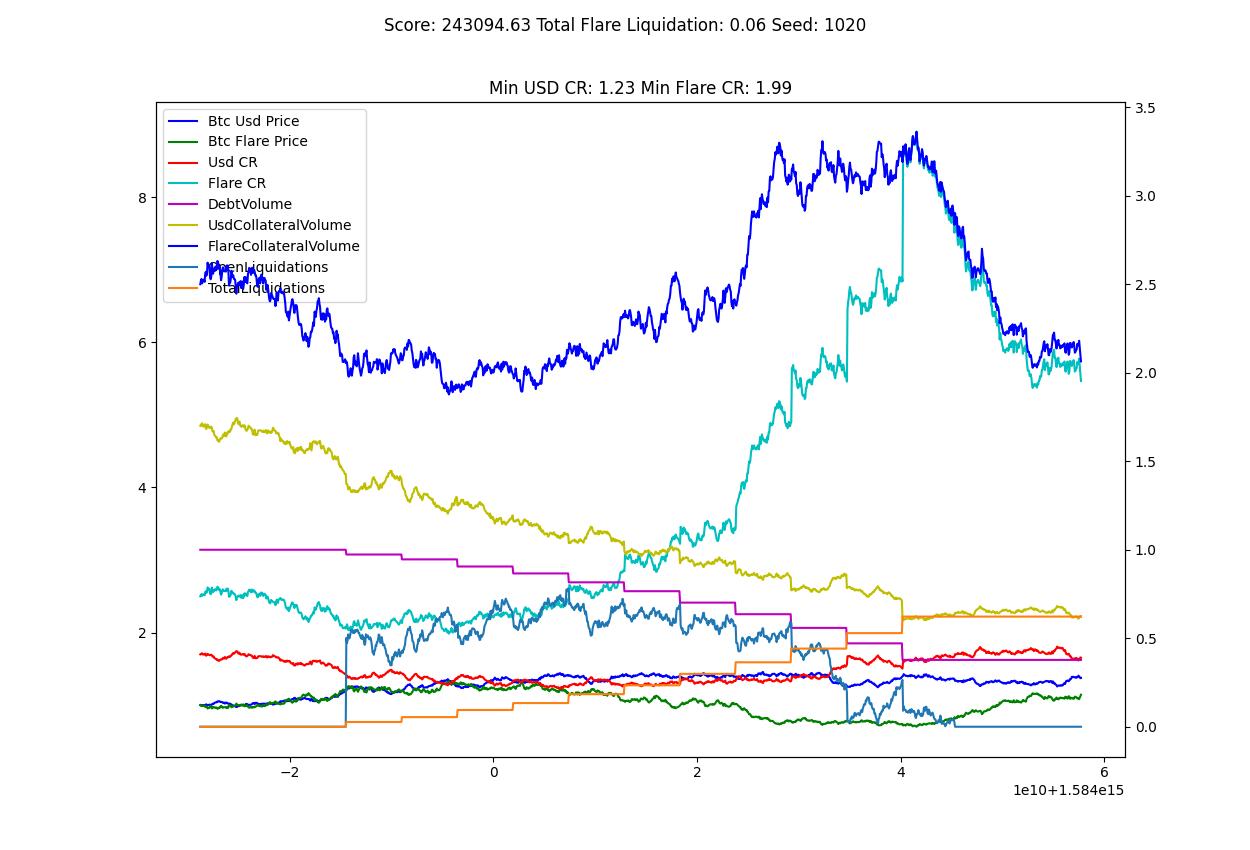 Score: 243094.63 Total Flare Liquidation: 0.06 Seed: 1020
Min USD CR: 1.23 Min Flare CR: 1.99
Btc Usd Price
Btc Flare Price
Usd CR
Flare CR
DebtVolume
UsdCollateralVolume
FlareCollateralVolume
OpenLiquidations
TotalLiquidations
8
6
4
2
3.5
3.0
2.5
2.0
1.5
1.0
0.5
0.0
−2
0
2
4
6
1e10+1.584e15